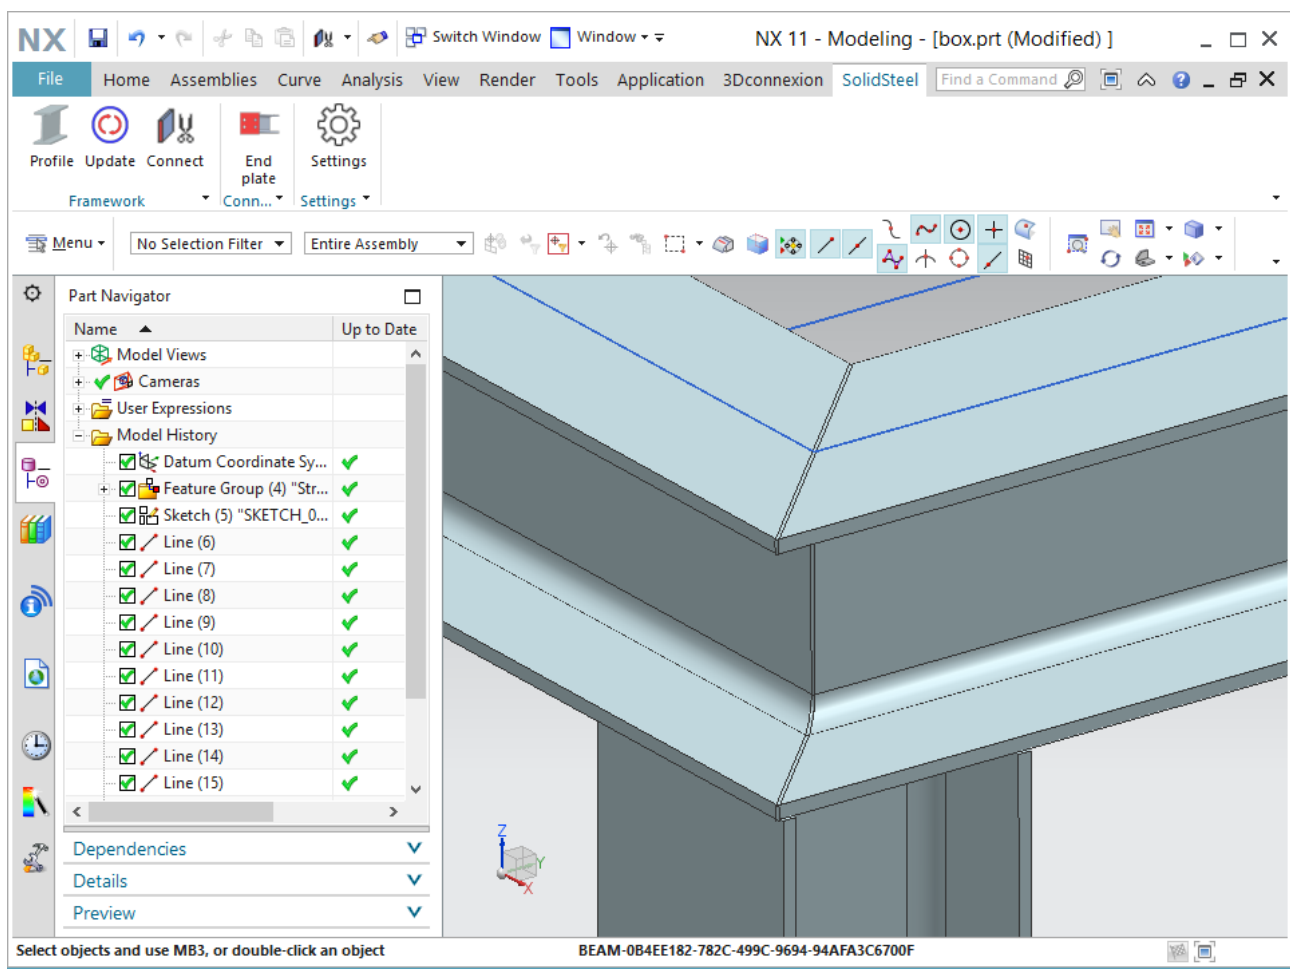 NX Switch Window Window NX 11 - Modeling - [box.prt (Modified) ]
File Home Assemblies Curve Analysis View Render Tools Application 3Dconnexion SolidSteel Find a Command
Profile Update Connect End plate Settings
Framework Conn... Settings
Menu No Selection Filter Entire Assembly
Part Navigator
Name Up to Date
Model Views
Cameras
User Expressions
Model History
Datum Coordinate Sy...
Feature Group (4) "Str...
Sketch (5) "SKETCH_0...
Line (6)
Line (7)
Line (8)
Line (9)
Line (10)
Line (11)
Line (12)
Line (13)
Line (14)
Line (15)
Dependencies
Details
Preview
Z
Y
X
Select objects and use MB3, or double-click an object BEAM-0B4EE182-782C-499C-9694-94AFA3C6700F